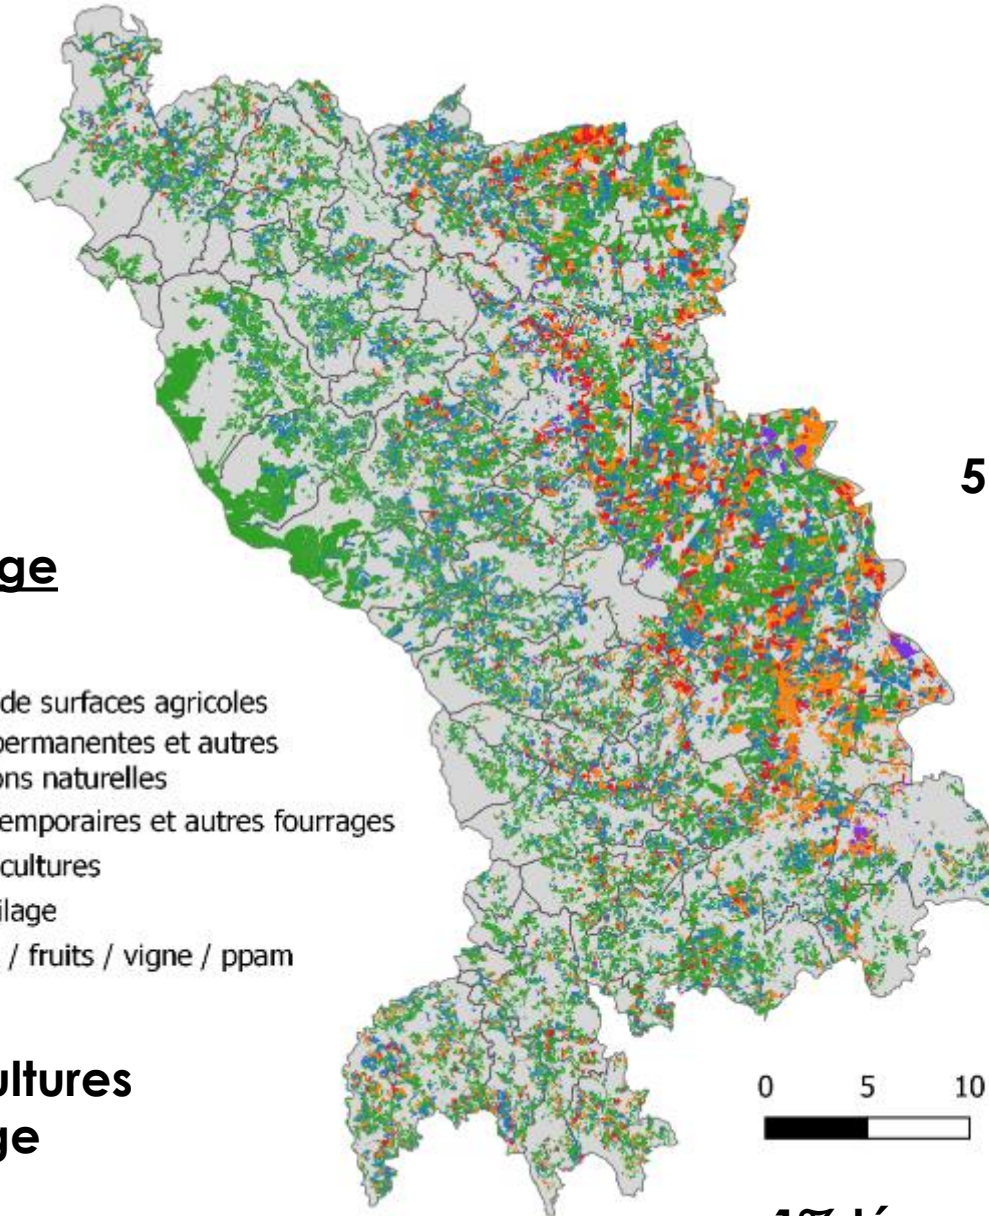 5
ge
de surfaces agricoles
permanentes et autres
ons naturelles
emporaires et autres fourrages
cultures
ilage
/ fruits / vigne / ppam
ultures
ge
0 5 10